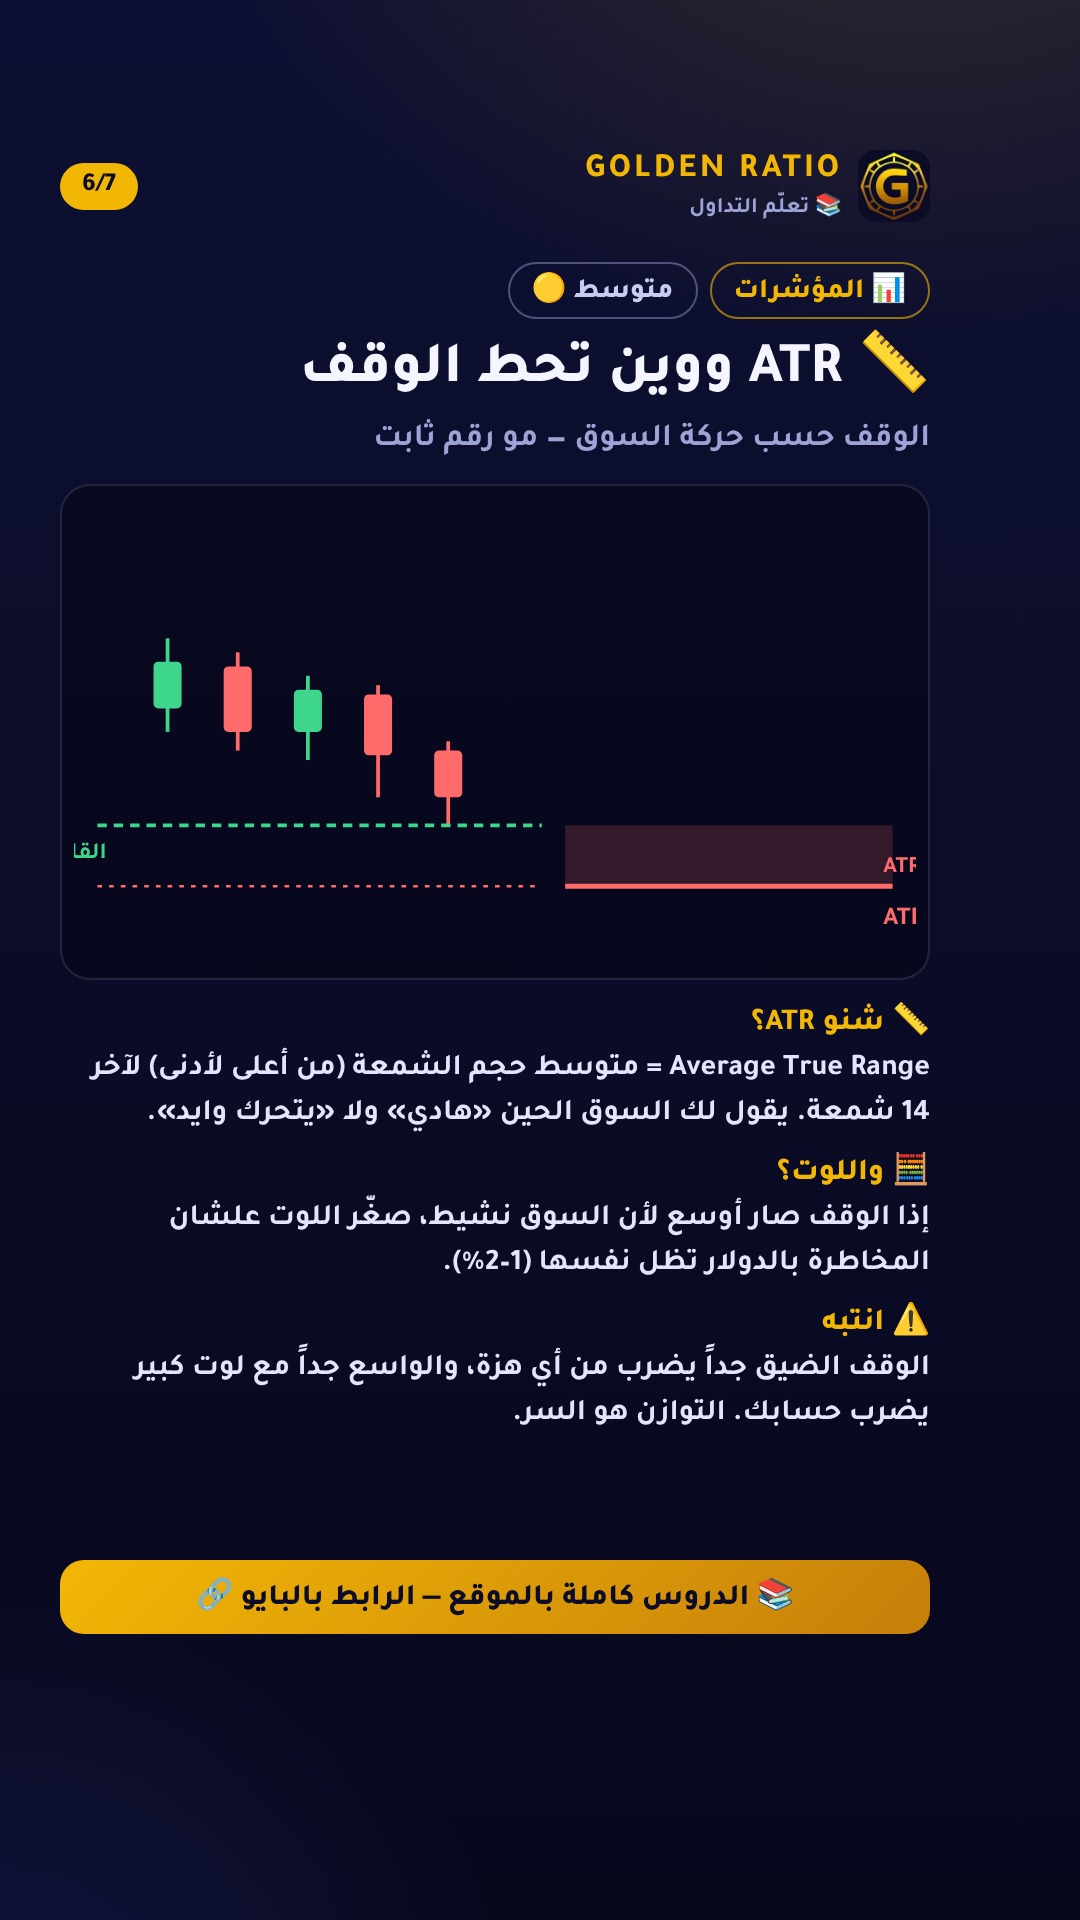 GOLDEN RATIO
📚 تعلّم التداول
6/7
📊 المؤشرات
متوسط 🟡
📏 ATR ووين تحط الوقف
الوقف حسب حركة السوق — مو رقم ثابت
ATR
📏 شنو ATR؟
Average True Range = متوسط حجم الشمعة (من أعلى لأدنى) لآخر
14 شمعة. يقول لك السوق الحين «هادي» ولا «يتحرك وايد».
🧮 واللوت؟
إذا الوقف صار أوسع لأن السوق نشيط، صغّر اللوت علشان
المخاطرة بالدولار تظل نفسها (1-2%).
⚠️ انتبه
الوقف الضيق جداً يضرب من أي هزة، والواسع جداً مع لوت كبير
يضرب حسابك. التوازن هو السر.
📚 الدروس كاملة بالموقع — الرابط بالبايو 🔗